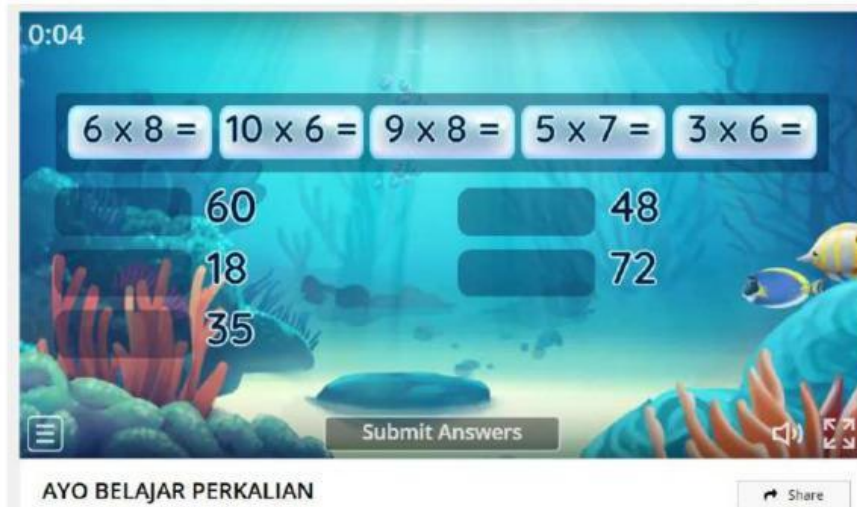 0:04
6 x 8 = 10 x 6 = 9 x 8 = 5 x 7 = 3 x 6 =
60 48
18 72
35
Submit Answers
AYO BELAJAR PERKALIAN
Share